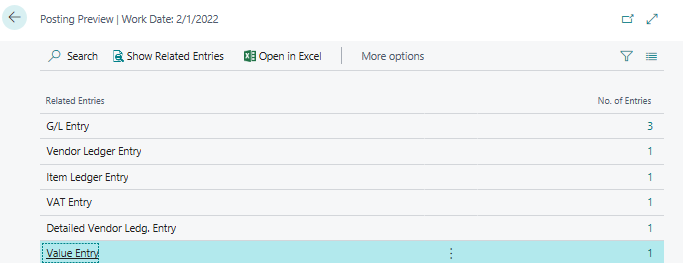 Posting Preview | Work Date: 2/1/2022
Search Show Related Entries Open in Excel More options
Related Entries No. of Entries
G/L Entry 3
Vendor Ledger Entry 1
Item Ledger Entry 1
VAT Entry 1
Detailed Vendor Ledg. Entry 1
Value Entry 1